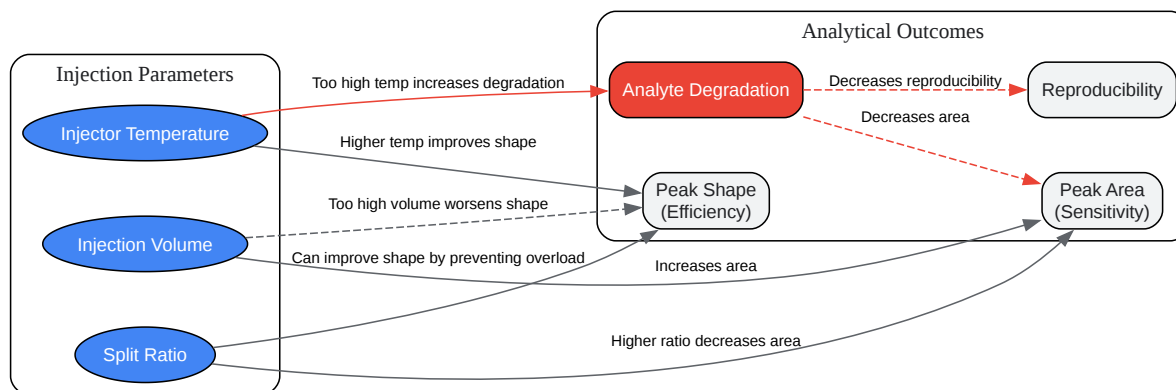 Analytical Outcomes
Injection Parameters
Too high temp increases degradation
Analyte Degradation
Decreases reproducibility
Reproducibility
Injector Temperature
Decreases area
Higher temp improves shape
Peak Shape
(Efficiency)
Peak Area
(Sensitivity)
Too high volume worsens shape
Injection Volume
Can improve shape by preventing overload
Increases area
Higher ratio decreases area
Split Ratio